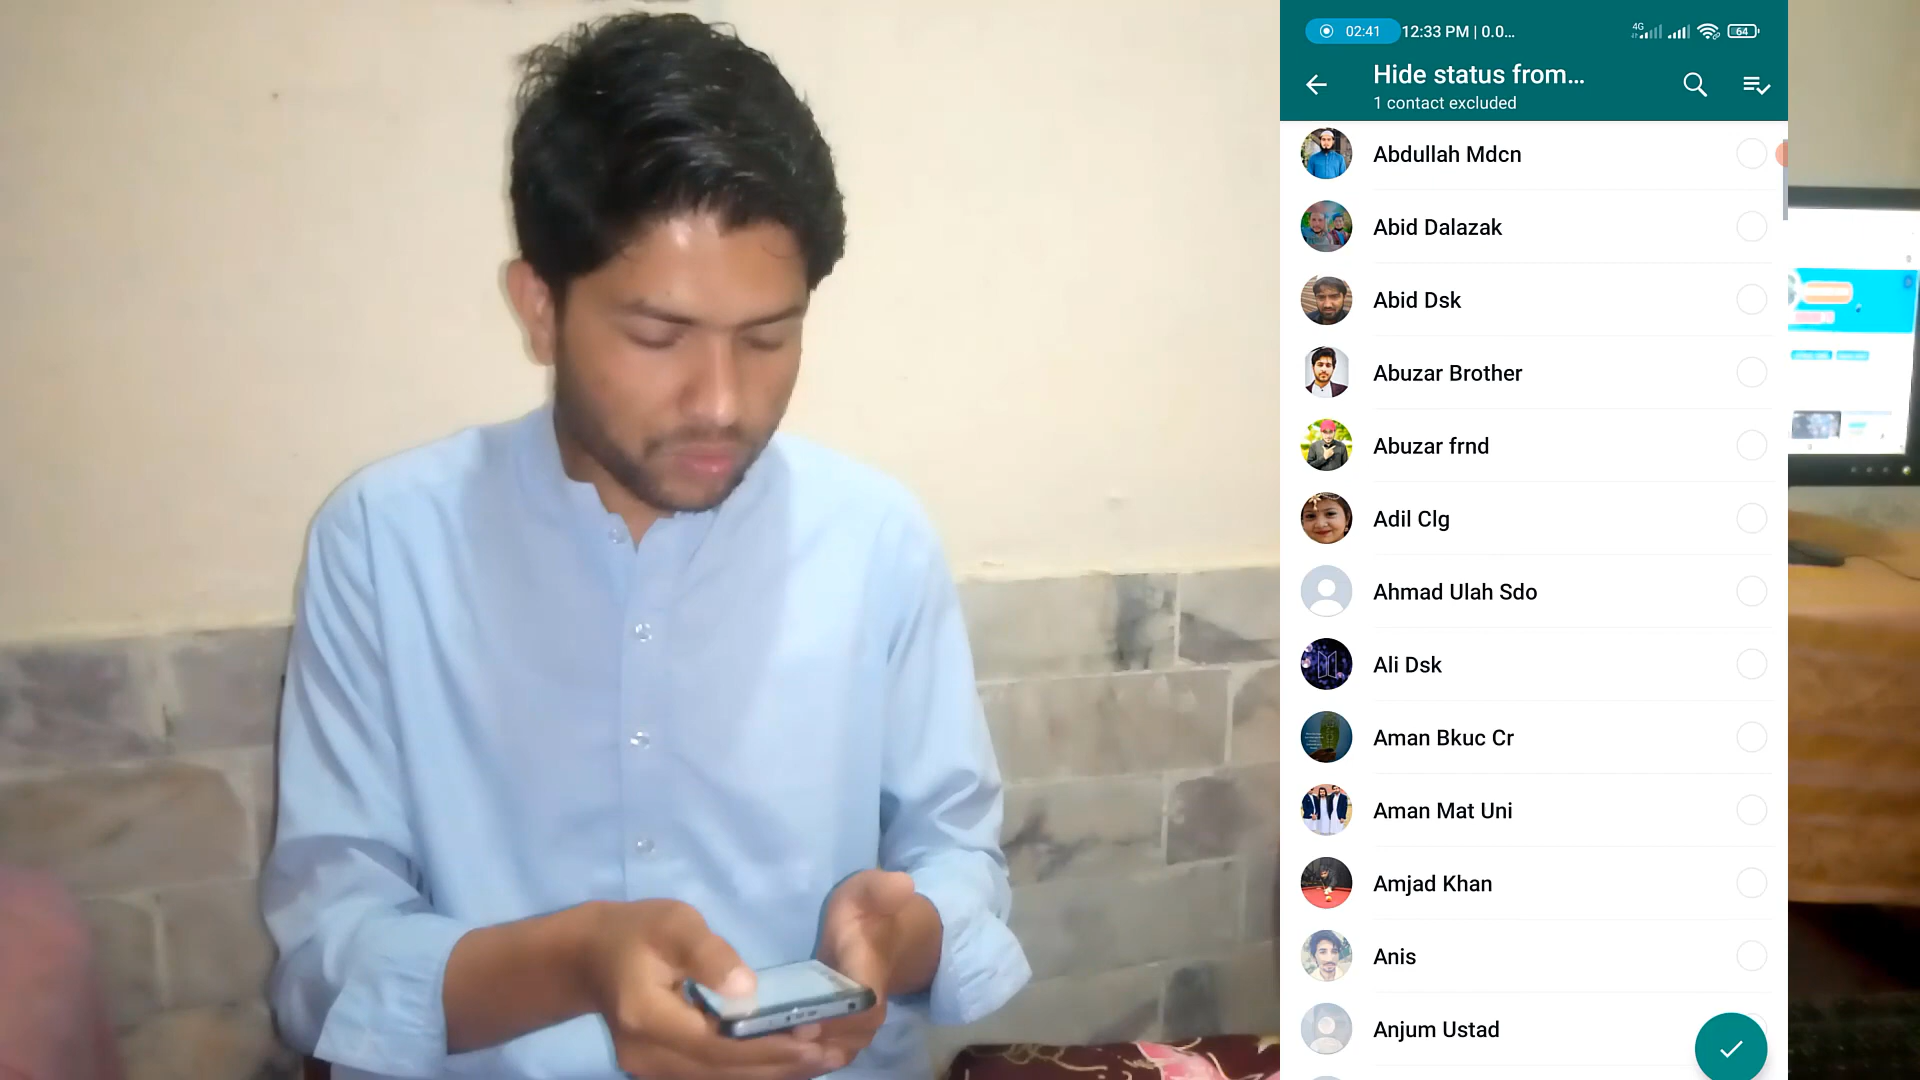 02:41 12:33 PM | 0.0... 4G 64
Hide status from...
1 contact excluded
Abdullah Mdcn
Abid Dalazak
Abid Dsk
Abuzar Brother
Abuzar frnd
Adil Clg
Ahmad Ulah Sdo
Ali Dsk
Aman Bkuc Cr
Aman Mat Uni
Amjad Khan
Anis
Anjum Ustad